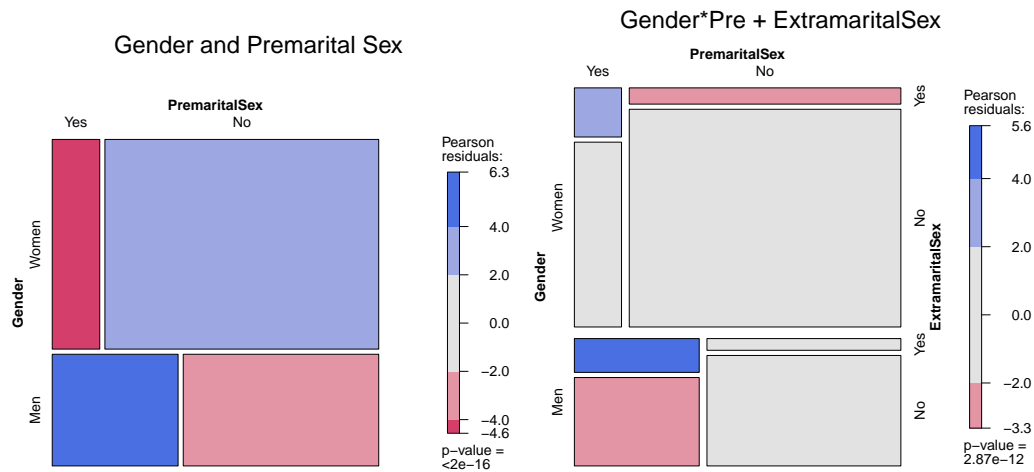 Gender and Premarital Sex
PremaritalSex
Yes No
Gender
Women
Men
Pearson
residuals:
6.3
4.0
2.0
0.0
−2.0
−4.0
−4.6
p−value =
<2e−16
Gender*Pre + ExtramaritalSex
PremaritalSex
Yes No
Gender
Women
Men
Yes
No
Yes
No
ExtramaritalSex
Pearson
residuals:
5.6
4.0
2.0
0.0
−2.0
−3.3
p−value =
2.87e−12